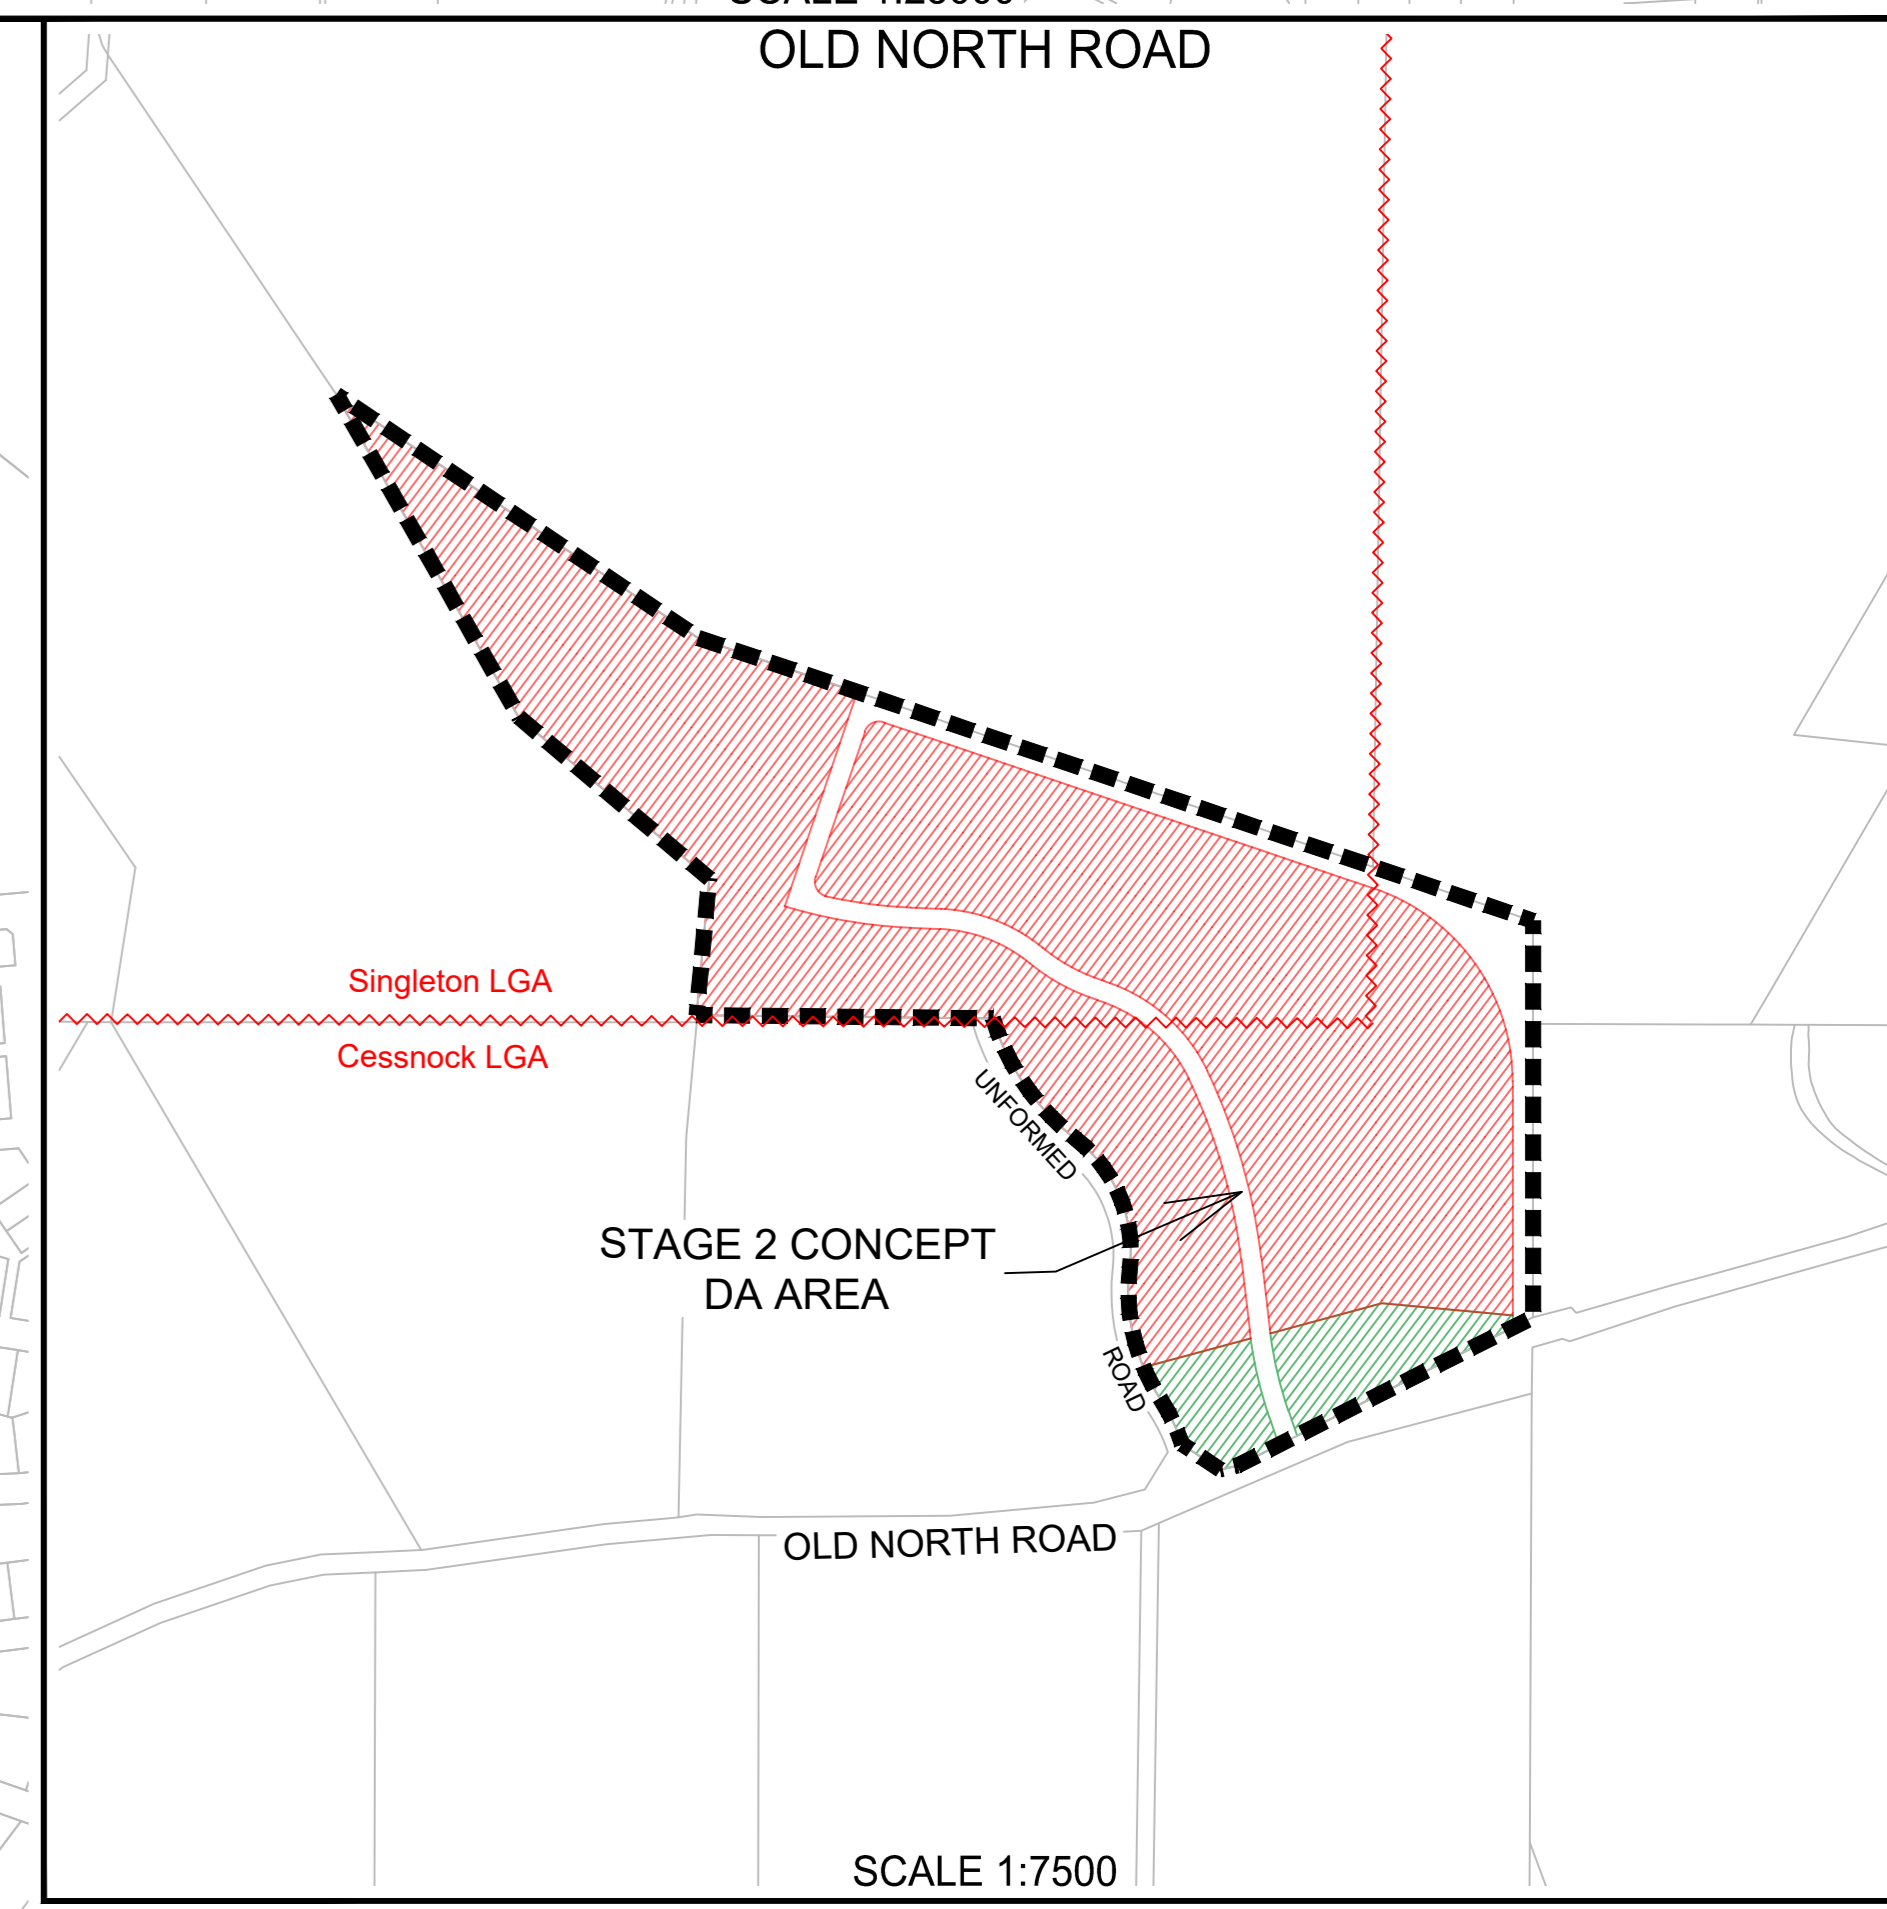 OLD NORTH ROAD
Singleton LGA
Cessnock LGA
UNFORMED
STAGE 2 CONCEPT
DA AREA
ROAD
OLD NORTH ROAD
SCALE 1:7500